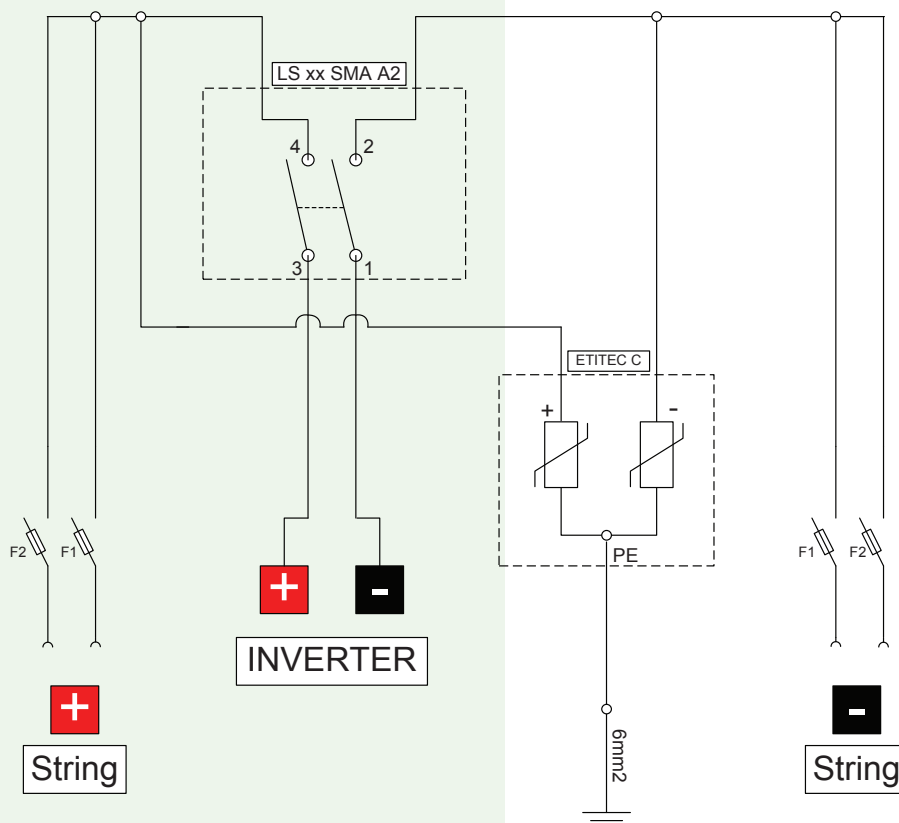 LS xx SMA A2
4
2
3
1
ETITEC C
+
-
F2
F1
F1
F2
PE
+
-
INVERTER
+
-
6mm2
String
String